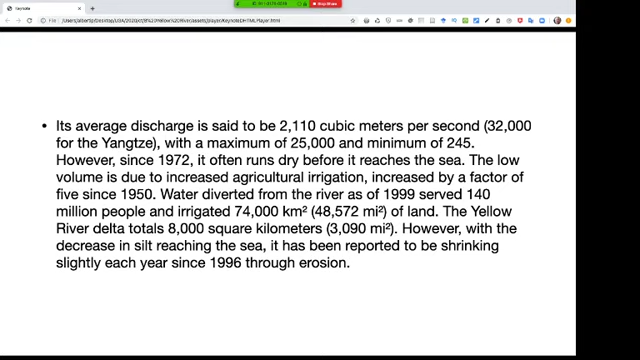 Keynote
• Its average discharge is said to be 2,110 cubic meters per second (32,000
for the Yangtze), with a maximum of 25,000 and minimum of 245.
However, since 1972, it often runs dry before it reaches the sea. The low
volume is due to increased agricultural irrigation, increased by a factor of
five since 1950. Water diverted from the river as of 1999 served 140
million people and irrigated 74,000 km² (48,572 mi²) of land. The Yellow
River delta totals 8,000 square kilometers (3,090 mi²). However, with the
decrease in silt reaching the sea, it has been reported to be shrinking
slightly each year since 1996 through erosion.